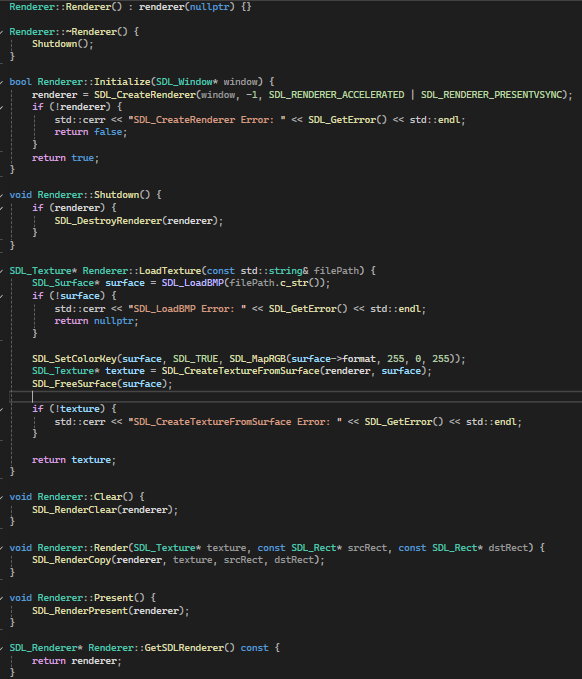 Renderer::Renderer() : renderer(nullptr) {}
Renderer::~Renderer() {
Shutdown();
}
bool Renderer::Initialize(SDL_Window* window) {
renderer = SDL_CreateRenderer(window, -1, SDL_RENDERER_ACCELERATED | SDL_RENDERER_PRESENTVSYNC);
if (!renderer) {
std::cerr << "SDL_CreateRenderer Error: " << SDL_GetError() << std::endl;
return false;
}
return true;
}
void Renderer::Shutdown() {
if (renderer) {
SDL_DestroyRenderer(renderer);
}
}
SDL_Texture* Renderer::LoadTexture(const std::string& filePath) {
SDL_Surface* surface = SDL_LoadBMP(filePath.c_str());
if (!surface) {
std::cerr << "SDL_LoadBMP Error: " << SDL_GetError() << std::endl;
return nullptr;
}
SDL_SetColorKey(surface, SDL_TRUE, SDL_MapRGB(surface->format, 255, 0, 255));
SDL_Texture* texture = SDL_CreateTextureFromSurface(renderer, surface);
SDL_FreeSurface(surface);
if (!texture) {
std::cerr << "SDL_CreateTextureFromSurface Error: " << SDL_GetError() << std::endl;
}
return texture;
}
void Renderer::Clear() {
SDL_RenderClear(renderer);
}
void Renderer::Render(SDL_Texture* texture, const SDL_Rect* srcRect, const SDL_Rect* dstRect) {
SDL_RenderCopy(renderer, texture, srcRect, dstRect);
}
void Renderer::Present() {
SDL_RenderPresent(renderer);
}
SDL_Renderer* Renderer::GetSDLRenderer() const {
return renderer;
}